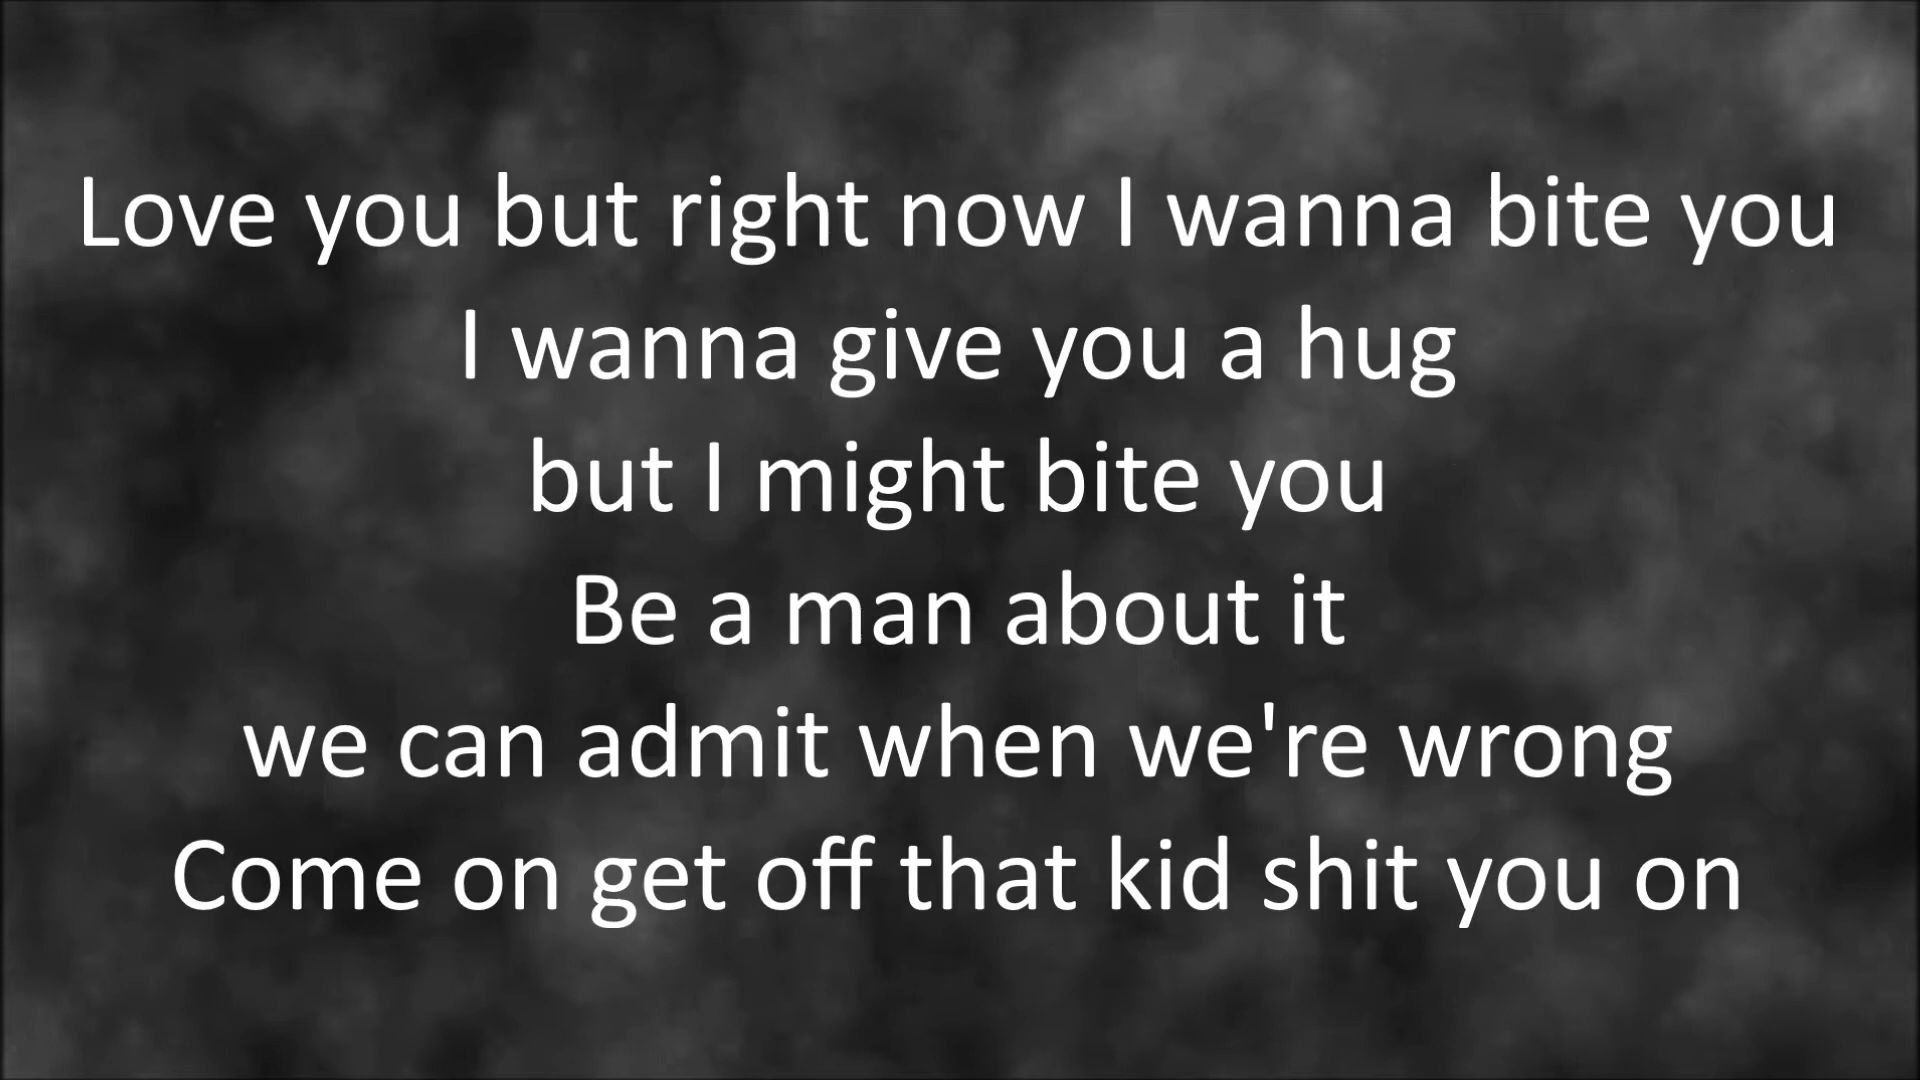 Love you but right now I wanna bite you
I wanna give you a hug
but I might bite you
Be a man about it
we can admit when we're wrong
Come on get off that kid shit you on